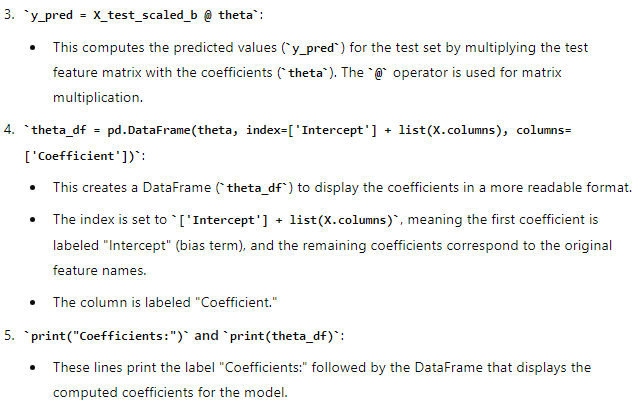 3. `y_pred = X_test_scaled_b @ theta`:
• This computes the predicted values (`y_pred`) for the test set by multiplying the test
feature matrix with the coefficients (`theta`). The `@` operator is used for matrix
multiplication.
4. `theta_df = pd.DataFrame(theta, index=['Intercept'] + list(X.columns), columns=
['Coefficient'])`:
• This creates a DataFrame (`theta_df`) to display the coefficients in a more readable format.
• The index is set to `['Intercept'] + list(X.columns)`, meaning the first coefficient is
labeled "Intercept" (bias term), and the remaining coefficients correspond to the original
feature names.
• The column is labeled "Coefficient."
5. `print("Coefficients:")` and `print(theta_df)`:
• These lines print the label "Coefficients:" followed by the DataFrame that displays the
computed coefficients for the model.